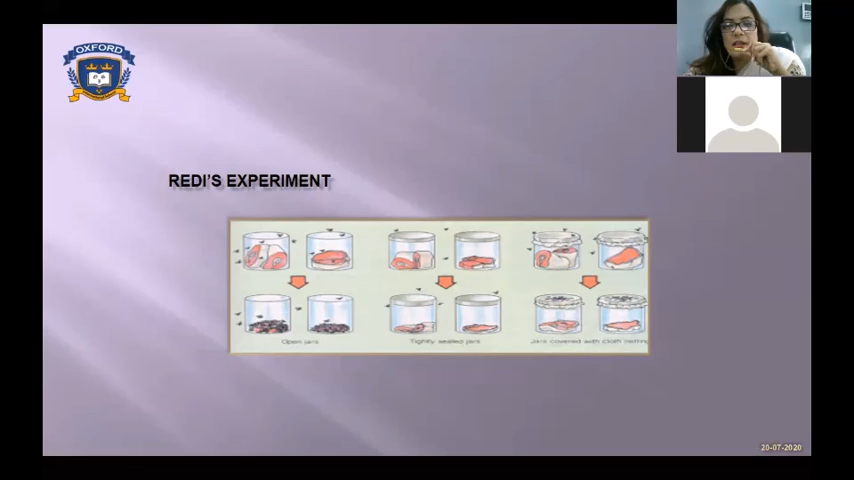 OXFORD
REDI'S EXPERIMENT
Open jars
Tightly sealed jars
Jars covered with cloth netting
20-07-2020